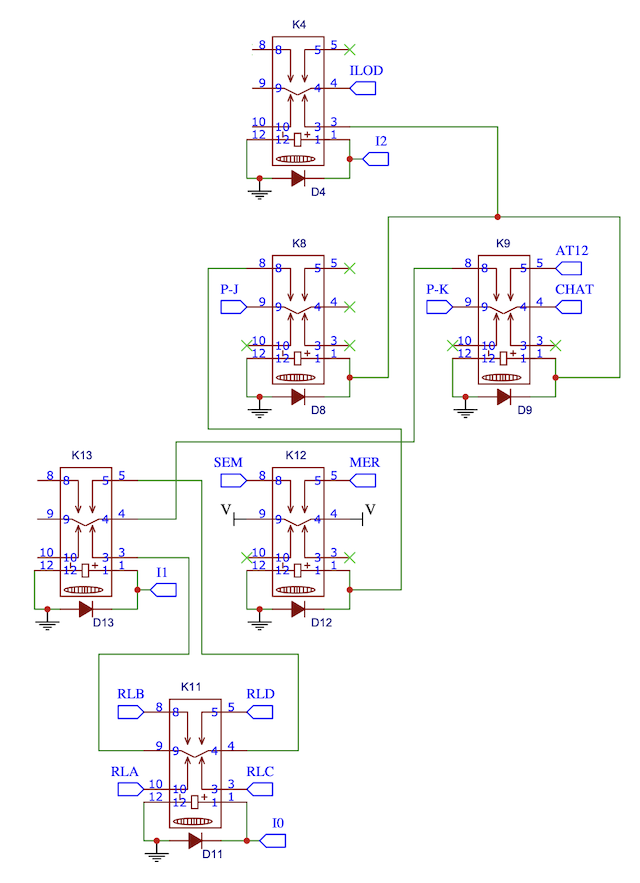 K4
8 8 5 5
ILOD
9 9 4 4
10 10 3 3
12 12 + 1 1
I2
D4
K8 K9
8 8 5 5 8 8 5 5 AT12
P-J P-K CHAT
9 9 4 4 9 9 4 4
10 10 3 3 10 10 3 3
12 12 + 1 1 12 12 + 1 1
D8 D9
K13 K12
SEM MER
8 8 5 5 8 8 5 5
V V
9 9 4 4 9 9 4 4
10 10 3 3 10 10 3 3
12 12 + 1 1 12 12 + 1 1
I1
D13 D12
K11
RLB RLD
8 8 5 5
9 9 4 4
RLA RLC
10 10 3 3
12 12 + 1 1
I0
D11